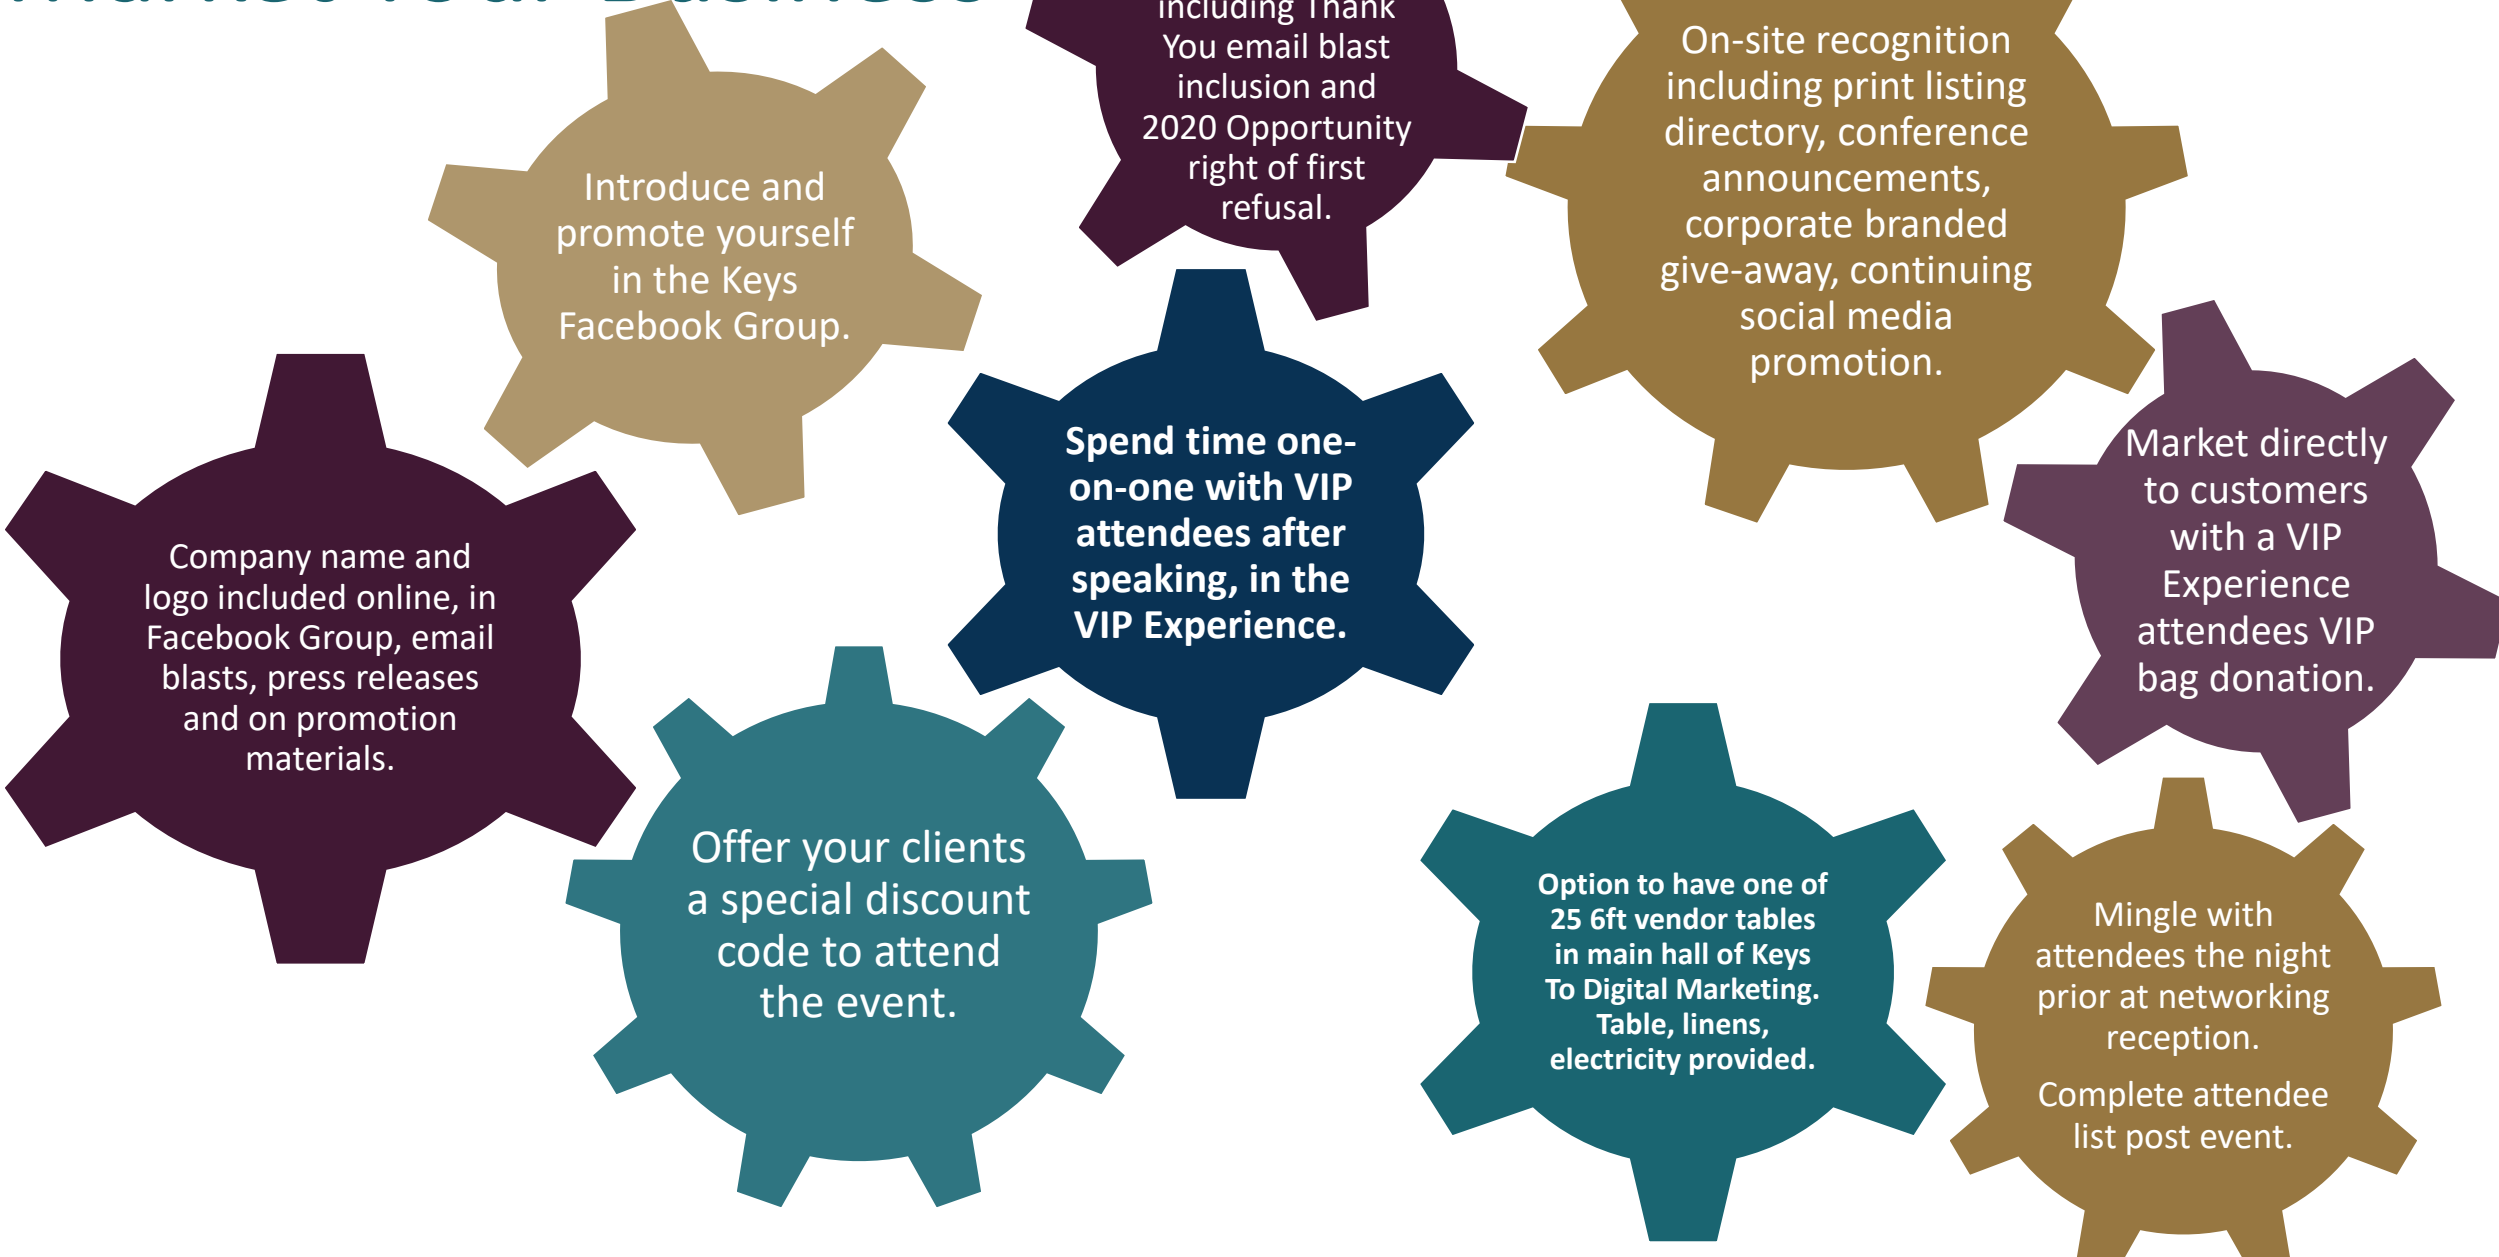 Market Your Business
including Thank
You email blast
inclusion and
2020 Opportunity
right of first
refusal.
On-site recognition
including print listing
directory, conference
announcements,
corporate branded
give-away, continuing
social media
promotion.
Introduce and
promote yourself
in the Keys
Facebook Group.
Spend time one-
on-one with VIP
attendees after
speaking, in the
VIP Experience.
Market directly
to customers
with a VIP
Experience
attendees VIP
bag donation.
Company name and
logo included online, in
Facebook Group, email
blasts, press releases
and on promotion
materials.
Offer your clients
a special discount
code to attend
the event.
Option to have one of
25 6ft vendor tables
in main hall of Keys
To Digital Marketing.
Table, linens,
electricity provided.
Mingle with
attendees the night
prior at networking
reception.
Complete attendee
list post event.